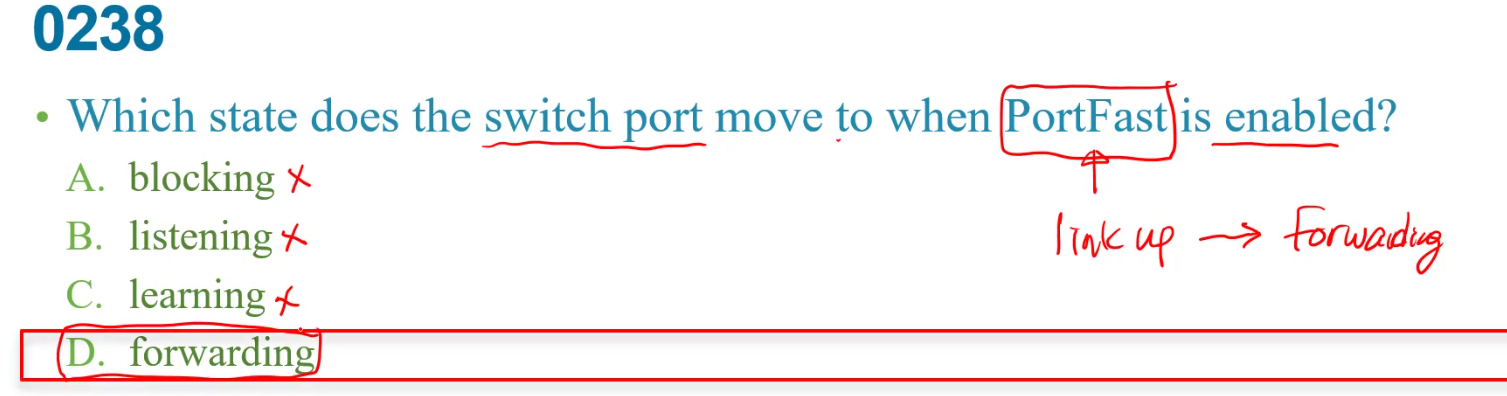 0238
• Which state does the switch port move to when PortFast is enabled?
A. blocking ×
B. listening ×
link up → Forwarding
C. learning ×
D. forwarding